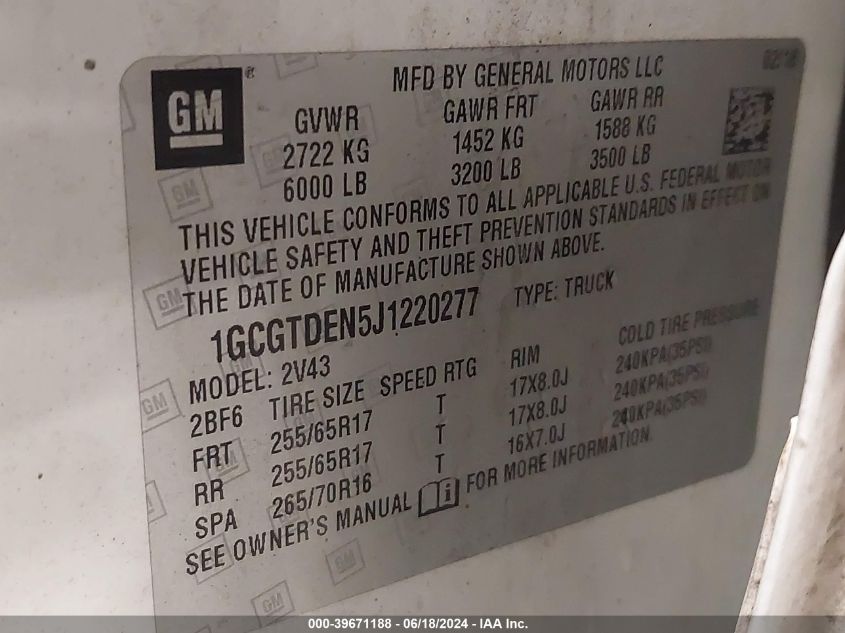 GM
®
MFD BY GENERAL MOTORS LLC 02/18
GVWR GAWR FRT GAWR RR
2722 KG 1452 KG 1588 KG
6000 LB 3200 LB 3500 LB
THIS VEHICLE CONFORMS TO ALL APPLICABLE U.S. FEDERAL MOTOR
VEHICLE SAFETY AND THEFT PREVENTION STANDARDS IN EFFECT ON
THE DATE OF MANUFACTURE SHOWN ABOVE.
1GCGTDEN5J1220277 TYPE: TRUCK
MODEL: 2V43
2BF6 TIRE SIZE SPEED RTG RIM COLD TIRE PRESSURE
FRT 255/65R17 T 17X8.0J 240KPA(35PSI)
RR 255/65R17 T 17X8.0J 240KPA(35PSI)
SPA 265/70R16 T 16X7.0J 240KPA(35PSI)
SEE OWNER'S MANUAL FOR MORE INFORMATION.
000-39671188 - 06/18/2024 - IAA Inc.